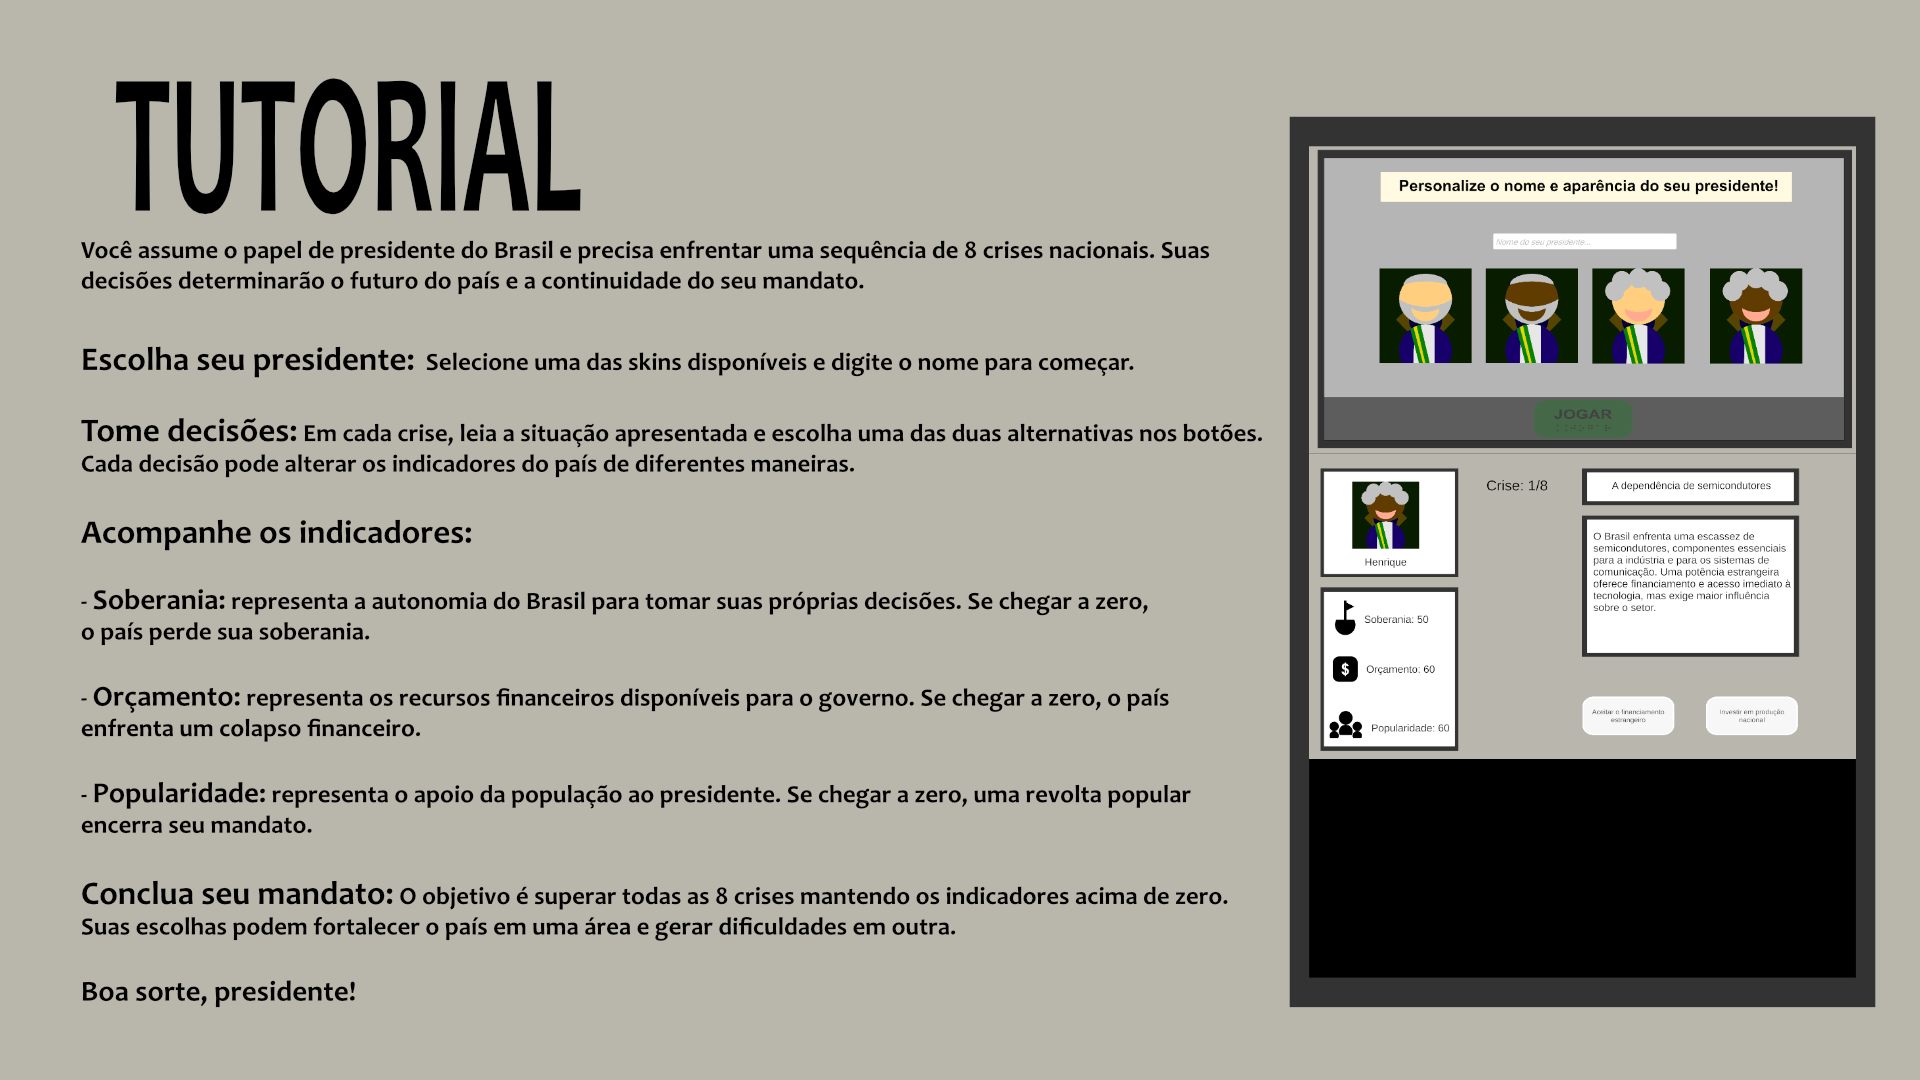 TUTORIAL
Você assume o papel de presidente do Brasil e precisa enfrentar uma sequência de 8 crises nacionais. Suas
decisões determinarão o futuro do país e a continuidade do seu mandato.
Escolha seu presidente: Selecione uma das skins disponíveis e digite o nome para começar.
Tome decisões: Em cada crise, leia a situação apresentada e escolha uma das duas alternativas nos botões.
Cada decisão pode alterar os indicadores do país de diferentes maneiras.
Acompanhe os indicadores:
- Soberania: representa a autonomia do Brasil para tomar suas próprias decisões. Se chegar a zero,
o país perde sua soberania.
- Orçamento: representa os recursos financeiros disponíveis para o governo. Se chegar a zero, o país
enfrenta um colapso financeiro.
- Popularidade: representa o apoio da população ao presidente. Se chegar a zero, uma revolta popular
encerra seu mandato.
Conclua seu mandato: O objetivo é superar todas as 8 crises mantendo os indicadores acima de zero.
Suas escolhas podem fortalecer o país em uma área e gerar dificuldades em outra.
Boa sorte, presidente!
Personalize o nome e aparência do seu presidente!
Nome do seu presidente...
JOGAR
Henrique
Crise: 1/8
A dependência de semicondutores
O Brasil enfrenta uma escassez de
semicondutores, componentes essenciais
para a indústria e para os sistemas de
comunicação. Uma potência estrangeira
oferece financiamento e acesso imediato à
tecnologia, mas exige maior influência
sobre o setor.
Soberania: 50
$
Orçamento: 60
Popularidade: 60
Aceitar o financiamento
estrangeiro
Investir em produção
nacional